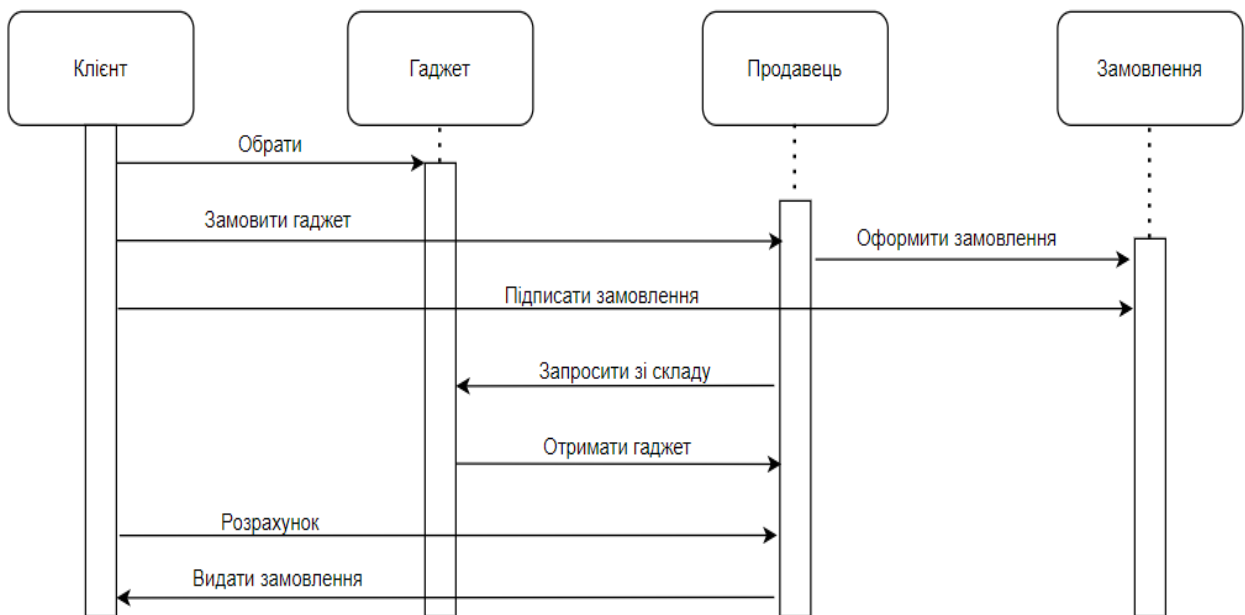 Клієнт
Гаджет
Продавець
Замовлення
Обрати
Замовити гаджет
Оформити замовлення
Підписати замовлення
Запросити зі складу
Отримати гаджет
Розрахунок
Видати замовлення